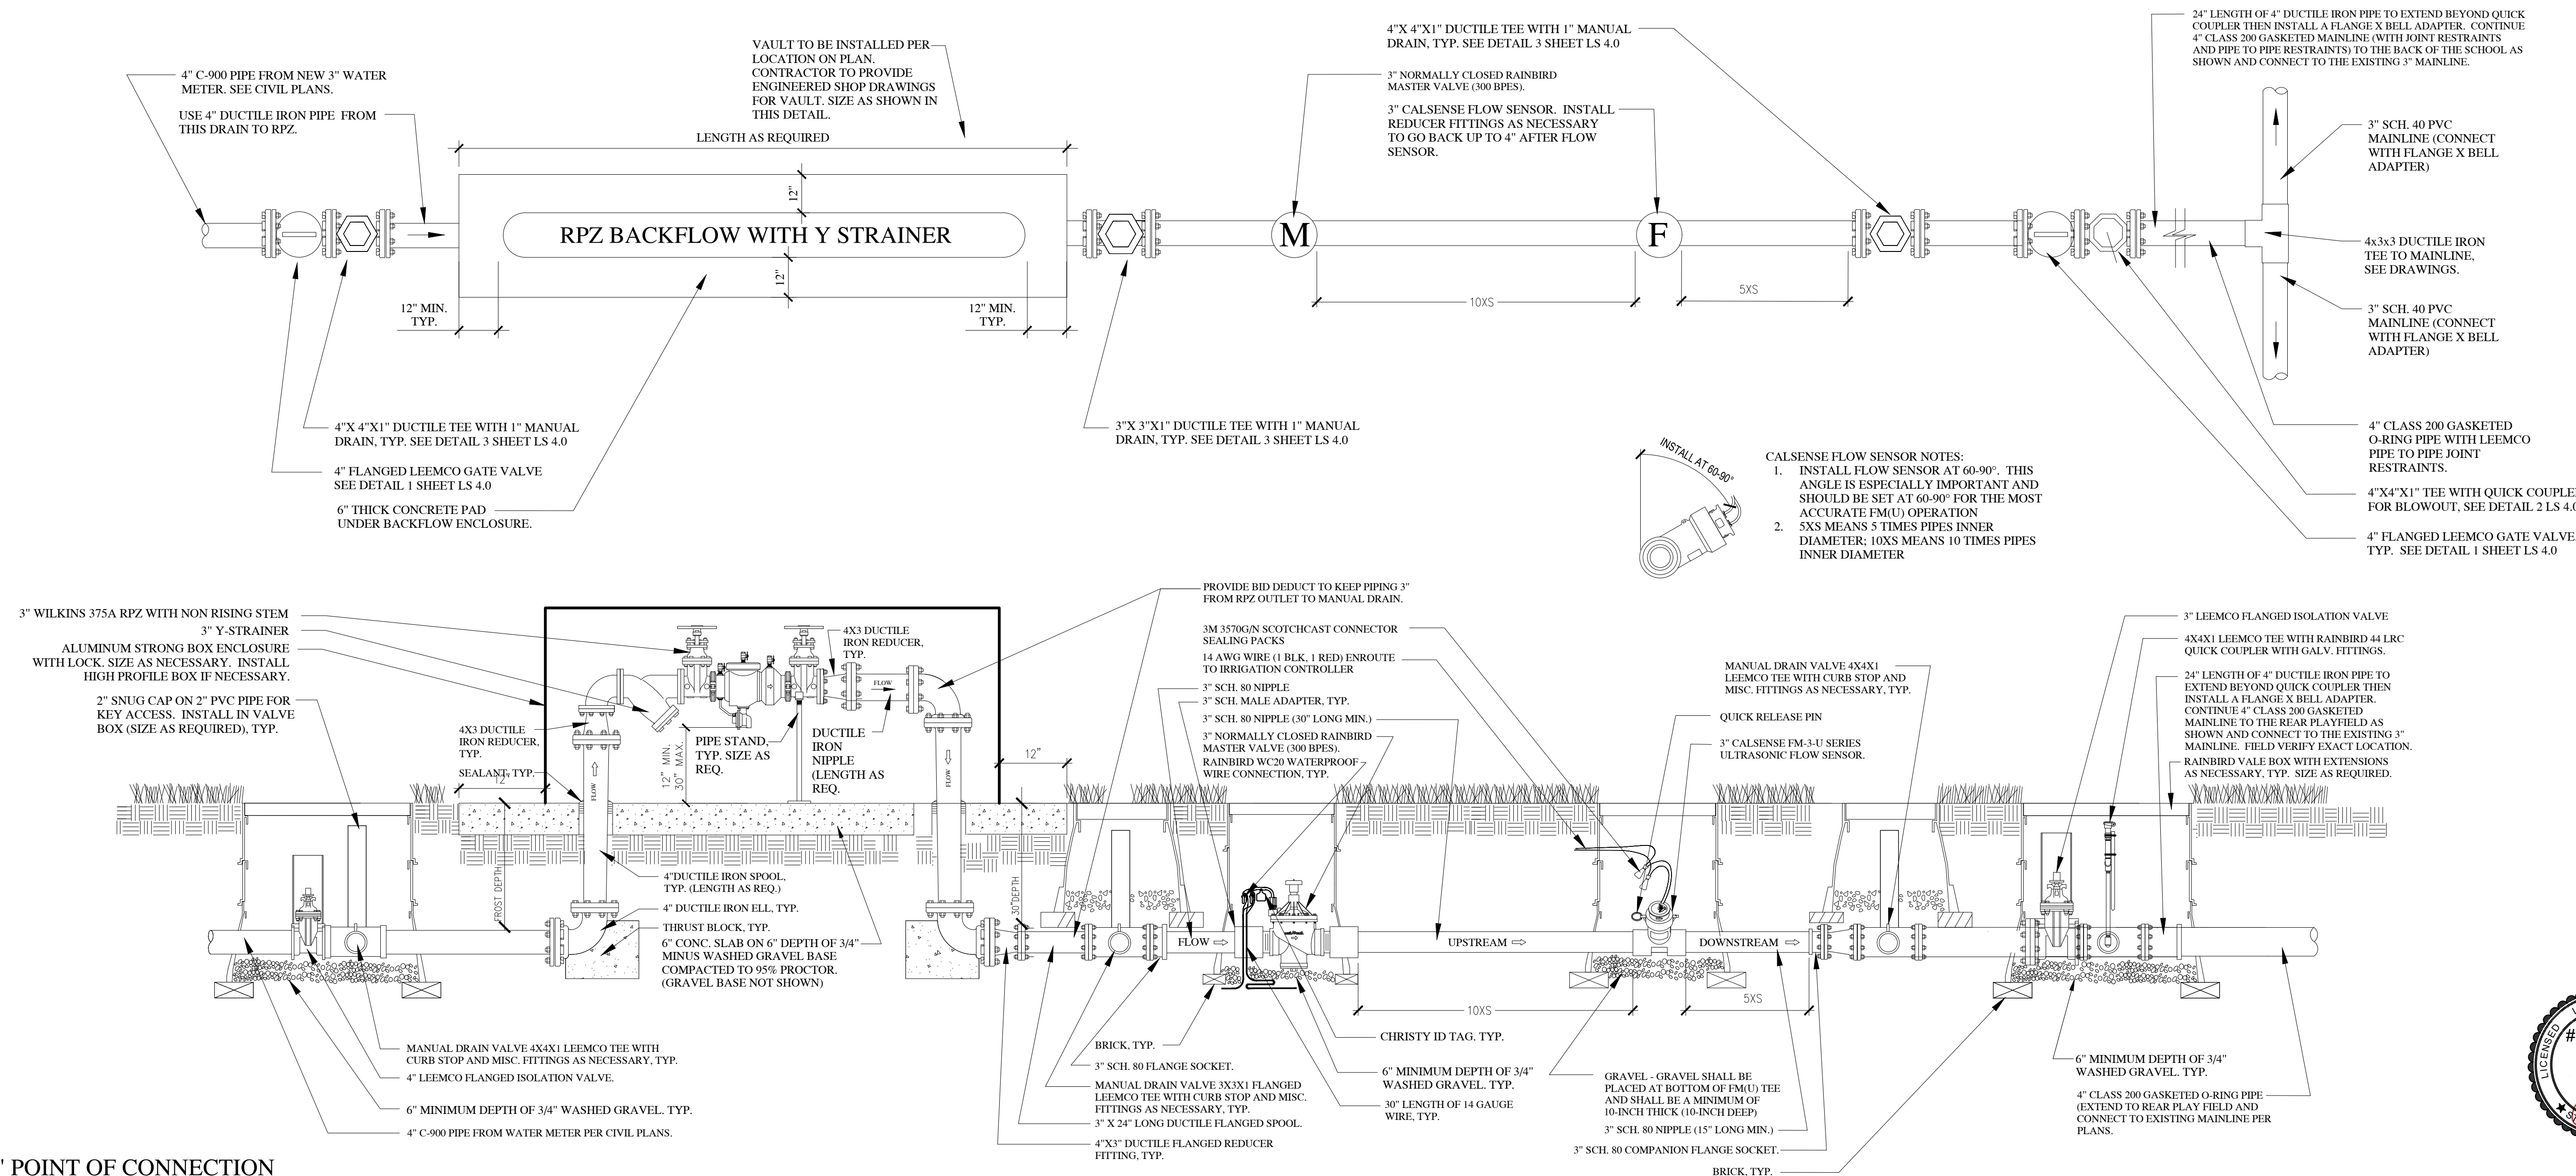 4" C-900 PIPE FROM NEW 3" WATER
METER. SEE CIVIL PLANS.
USE 4" DUCTILE IRON PIPE FROM
THIS DRAIN TO RPZ.
VAULT TO BE INSTALLED PER
LOCATION ON PLAN.
CONTRACTOR TO PROVIDE
ENGINEERED SHOP DRAWINGS
FOR VAULT. SIZE AS SHOWN IN
THIS DETAIL.
LENGTH AS REQUIRED
12"
RPZ BACKFLOW WITH Y STRAINER
12"
12" MIN.
TYP.
12" MIN.
TYP.
4"X 4"X1" DUCTILE TEE WITH 1" MANUAL
DRAIN, TYP. SEE DETAIL 3 SHEET LS 4.0
4" FLANGED LEEMCO GATE VALVE
SEE DETAIL 1 SHEET LS 4.0
6" THICK CONCRETE PAD
UNDER BACKFLOW ENCLOSURE.
4"X 4"X1" DUCTILE TEE WITH 1" MANUAL
DRAIN, TYP. SEE DETAIL 3 SHEET LS 4.0
3" NORMALLY CLOSED RAINBIRD
MASTER VALVE (300 BPES).
3" CALSENSE FLOW SENSOR. INSTALL
REDUCER FITTINGS AS NECESSARY
TO GO BACK UP TO 4" AFTER FLOW
SENSOR.
M
F
10XS
5XS
3"X 3"X1" DUCTILE TEE WITH 1" MANUAL
DRAIN, TYP. SEE DETAIL 3 SHEET LS 4.0
24" LENGTH OF 4" DUCTILE IRON PIPE TO EXTEND BEYOND QUICK
COUPLER THEN INSTALL A FLANGE X BELL ADAPTER. CONTINUE
4" CLASS 200 GASKETED MAINLINE (WITH JOINT RESTRAINTS
AND PIPE TO PIPE RESTRAINTS) TO THE BACK OF THE SCHOOL AS
SHOWN AND CONNECT TO THE EXISTING 3" MAINLINE.
3" SCH. 40 PVC
MAINLINE (CONNECT
WITH FLANGE X BELL
ADAPTER)
4x3x3 DUCTILE IRON
TEE TO MAINLINE,
SEE DRAWINGS.
3" SCH. 40 PVC
MAINLINE (CONNECT
WITH FLANGE X BELL
ADAPTER)
4" CLASS 200 GASKETED
O-RING PIPE WITH LEEMCO
PIPE TO PIPE JOINT
RESTRAINTS.
4"X4"X1" TEE WITH QUICK COUPLE
FOR BLOWOUT, SEE DETAIL 2 LS 4.0
4" FLANGED LEEMCO GATE VALVE
TYP. SEE DETAIL 1 SHEET LS 4.0
INSTALL AT 60-90°
CALSENSE FLOW SENSOR NOTES:
1. INSTALL FLOW SENSOR AT 60-90°. THIS
ANGLE IS ESPECIALLY IMPORTANT AND
SHOULD BE SET AT 60-90° FOR THE MOST
ACCURATE FM(U) OPERATION
2. 5XS MEANS 5 TIMES PIPES INNER
DIAMETER; 10XS MEANS 10 TIMES PIPES
INNER DIAMETER
3" WILKINS 375A RPZ WITH NON RISING STEM
3" Y-STRAINER
ALUMINUM STRONG BOX ENCLOSURE
WITH LOCK. SIZE AS NECESSARY. INSTALL
HIGH PROFILE BOX IF NECESSARY.
2" SNUG CAP ON 2" PVC PIPE FOR
KEY ACCESS. INSTALL IN VALVE
BOX (SIZE AS REQUIRED), TYP.
4X3 DUCTILE
IRON REDUCER,
TYP.
SEALANT, TYP.
12"
4X3 DUCTILE
IRON REDUCER,
TYP.
FLOW
PIPE STAND,
TYP. SIZE AS
REQ.
DUCTILE
IRON
NIPPLE
(LENGTH AS
REQ.
12" MIN.
30" MAX.
FLOW
FLOW
12"
FROST DEPTH
30"DEPTH
4"DUCTILE IRON SPOOL,
TYP. (LENGTH AS REQ.)
4" DUCTILE IRON ELL, TYP.
THRUST BLOCK, TYP.
6" CONC. SLAB ON 6" DEPTH OF 3/4"
MINUS WASHED GRAVEL BASE
COMPACTED TO 95% PROCTOR.
(GRAVEL BASE NOT SHOWN)
PROVIDE BID DEDUCT TO KEEP PIPING 3"
FROM RPZ OUTLET TO MANUAL DRAIN.
3M 3570G/N SCOTCHCAST CONNECTOR
SEALING PACKS
14 AWG WIRE (1 BLK, 1 RED) ENROUTE
TO IRRIGATION CONTROLLER
3" SCH. 80 NIPPLE
3" SCH. MALE ADAPTER, TYP.
3" SCH. 80 NIPPLE (30" LONG MIN.)
3" NORMALLY CLOSED RAINBIRD
MASTER VALVE (300 BPES).
RAINBIRD WC20 WATERPROOF
WIRE CONNECTION, TYP.
MANUAL DRAIN VALVE 4X4X1
LEEMCO TEE WITH CURB STOP AND
MISC. FITTINGS AS NECESSARY, TYP.
QUICK RELEASE PIN
3" CALSENSE FM-3-U SERIES
ULTRASONIC FLOW SENSOR.
3" LEEMCO FLANGED ISOLATION VALVE
4X4X1 LEEMCO TEE WITH RAINBIRD 44 LRC
QUICK COUPLER WITH GALV. FITTINGS.
24" LENGTH OF 4" DUCTILE IRON PIPE TO
EXTEND BEYOND QUICK COUPLER THEN
INSTALL A FLANGE X BELL ADAPTER.
CONTINUE 4" CLASS 200 GASKETED
MAINLINE TO THE REAR PLAYFIELD AS
SHOWN AND CONNECT TO THE EXISTING 3"
MAINLINE. FIELD VERIFY EXACT LOCATION.
RAINBIRD VALE BOX WITH EXTENSIONS
AS NECESSARY, TYP. SIZE AS REQUIRED.
FLOW
UPSTREAM
DOWNSTREAM
10XS
5XS
MANUAL DRAIN VALVE 4X4X1 LEEMCO TEE WITH
CURB STOP AND MISC. FITTINGS AS NECESSARY, TYP.
4" LEEMCO FLANGED ISOLATION VALVE.
6" MINIMUM DEPTH OF 3/4" WASHED GRAVEL. TYP.
4" C-900 PIPE FROM WATER METER PER CIVIL PLANS.
BRICK, TYP.
3" SCH. 80 FLANGE SOCKET.
MANUAL DRAIN VALVE 3X3X1 FLANGED
LEEMCO TEE WITH CURB STOP AND MISC.
FITTINGS AS NECESSARY, TYP.
3" X 24" LONG DUCTILE FLANGED SPOOL.
4"X3" DUCTILE FLANGED REDUCER
FITTING, TYP.
CHRISTY ID TAG. TYP.
6" MINIMUM DEPTH OF 3/4"
WASHED GRAVEL. TYP.
30" LENGTH OF 14 GAUGE
WIRE, TYP.
GRAVEL - GRAVEL SHALL BE
PLACED AT BOTTOM OF FM(U) TEE
AND SHALL BE A MINIMUM OF
10-INCH THICK (10-INCH DEEP)
3" SCH. 80 NIPPLE (15" LONG MIN.)
3" SCH. 80 COMPANION FLANGE SOCKET.
BRICK, TYP.
6" MINIMUM DEPTH OF 3/4"
WASHED GRAVEL. TYP.
4" CLASS 200 GASKETED O-RING PIPE
(EXTEND TO REAR PLAY FIELD AND
CONNECT TO EXISTING MAINLINE PER
PLANS.
LICENSED
#
' POINT OF CONNECTION